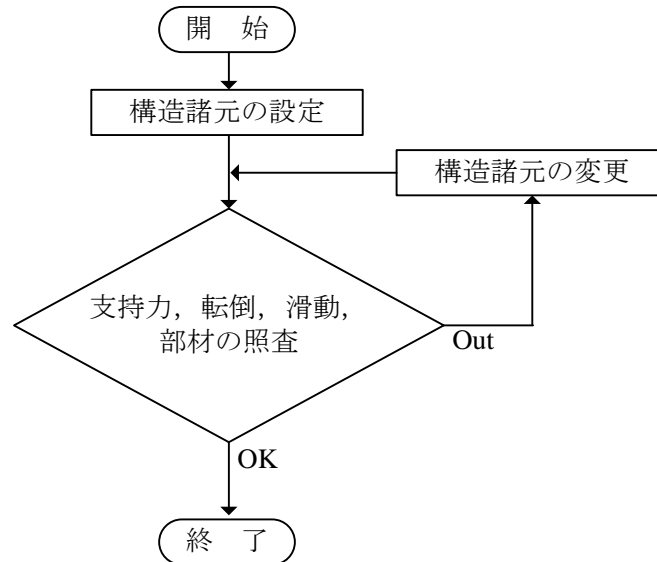 開　始
構造諸元の設定
構造諸元の変更
支持力，転倒，滑動，
部材の照査
Out
OK
終　了